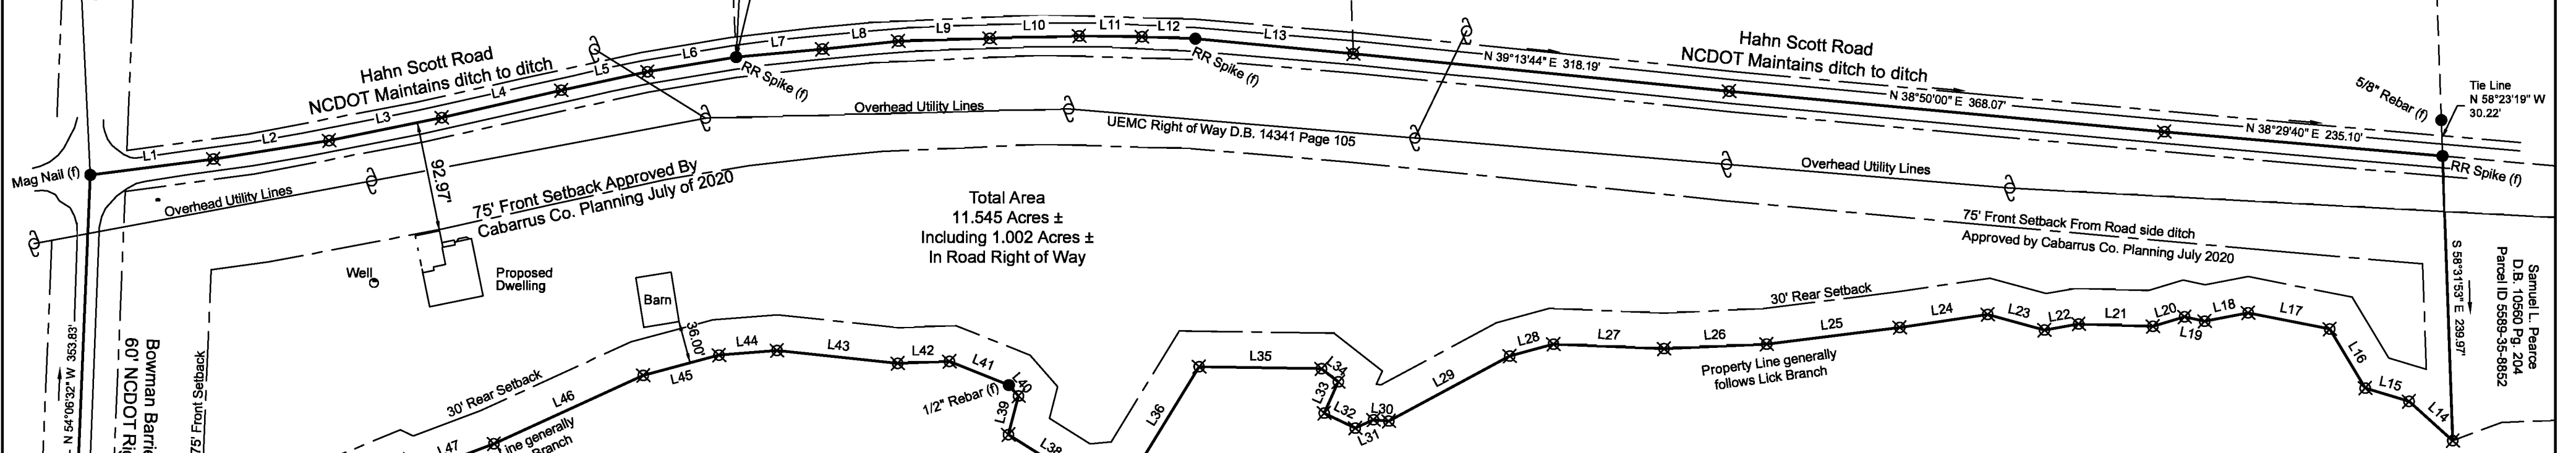 Hahn Scott Road
NCDOT Maintains ditch to ditch
L1
L2
L3
L4
L5
L6
L7
L8
L9
L10
L11
L12
L13
Mag Nail (f)
RR Spike (f)
RR Spike (f)
N 39°13'44" E 318.19'
Hahn Scott Road
NCDOT Maintains ditch to ditch
N 38°50'00" E 368.07'
N 38°29'40" E 235.10'
5/8" Rebar (f)
Tie Line
N 58°23'19" W
30.22'
RR Spike (f)
Overhead Utility Lines
Overhead Utility Lines
UEMC Right of Way D.B. 14341 Page 105
Overhead Utility Lines
92.97'
75' Front Setback Approved By
Cabarrus Co. Planning July of 2020
Total Area
11.545 Acres ±
Including 1.002 Acres ±
In Road Right of Way
75' Front Setback From Road side ditch
Approved by Cabarrus Co. Planning July 2020
Well
Proposed
Dwelling
Barn
36.00'
N 54°06'32" W 353.83'
60' NCDOT
Bowman
75' Front Setback
30' Rear Setback
L47
L46
L45
L44
L43
L42
L41
L40
1/2" Rebar (f)
L39
L38
L36
L35
L34
L33
L32
L31
L30
L29
L28
L27
L26
L25
L24
L23
L22
L21
L20
L19
L18
L17
L16
L15
L14
30' Rear Setback
Property Line generally
follows Lick Branch
Line generally
Branch
S 58°31'53" E 239.97'
Samuel L. Pearce
D.B. 10560 Pg. 204
Parcel ID 5589-35-8852